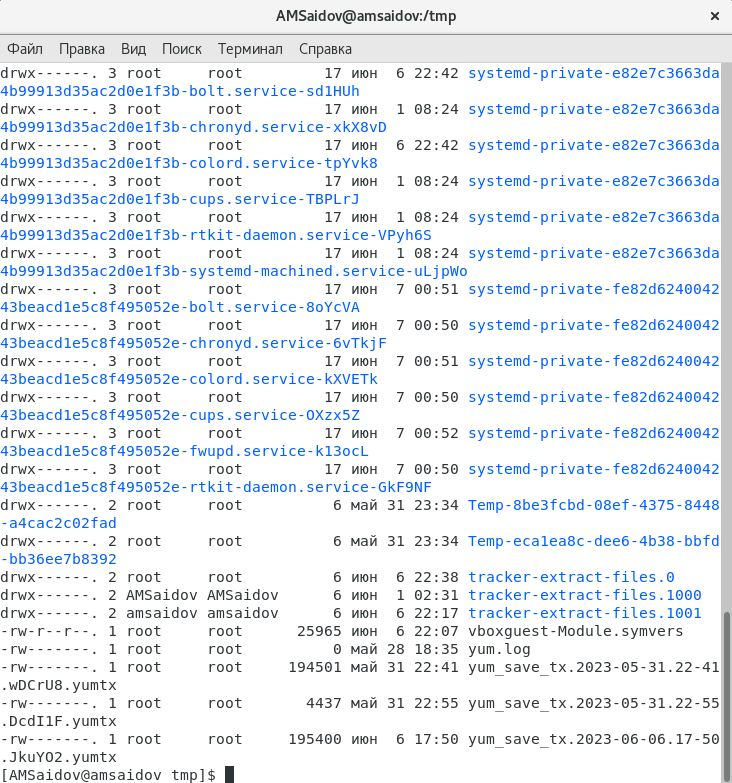 AMSaidov@amsaidov:/tmp
×
Файл Правка Вид Поиск Терминал Справка
drwx------. 3 root     root         17 июн  6 22:42 systemd-private-e82e7c3663da
4b99913d35ac2d0e1f3b-bolt.service-sd1HUh
drwx------. 3 root     root         17 июн  1 08:24 systemd-private-e82e7c3663da
4b99913d35ac2d0e1f3b-chronyd.service-xkX8vD
drwx------. 3 root     root         17 июн  6 22:42 systemd-private-e82e7c3663da
4b99913d35ac2d0e1f3b-colord.service-tpYvk8
drwx------. 3 root     root         17 июн  1 08:24 systemd-private-e82e7c3663da
4b99913d35ac2d0e1f3b-cups.service-TBPLrJ
drwx------. 3 root     root         17 июн  1 08:24 systemd-private-e82e7c3663da
4b99913d35ac2d0e1f3b-rtkit-daemon.service-VPyh6S
drwx------. 3 root     root         17 июн  1 08:24 systemd-private-e82e7c3663da
4b99913d35ac2d0e1f3b-systemd-machined.service-uLjpWo
drwx------. 3 root     root         17 июн  7 00:51 systemd-private-fe82d6240042
43beacd1e5c8f495052e-bolt.service-8oYcVA
drwx------. 3 root     root         17 июн  7 00:50 systemd-private-fe82d6240042
43beacd1e5c8f495052e-chronyd.service-6vTkjF
drwx------. 3 root     root         17 июн  7 00:51 systemd-private-fe82d6240042
43beacd1e5c8f495052e-colord.service-kXVETk
drwx------. 3 root     root         17 июн  7 00:50 systemd-private-fe82d6240042
43beacd1e5c8f495052e-cups.service-OXzx5Z
drwx------. 3 root     root         17 июн  7 00:52 systemd-private-fe82d6240042
43beacd1e5c8f495052e-fwupd.service-k13ocL
drwx------. 3 root     root         17 июн  7 00:50 systemd-private-fe82d6240042
43beacd1e5c8f495052e-rtkit-daemon.service-GkF9NF
drwx------. 2 root     root          6 май 31 23:34 Temp-8be3fcbd-08ef-4375-8448
-a4cac2c02fad
drwx------. 2 root     root          6 май 31 23:34 Temp-eca1ea8c-dee6-4b38-bbfd
-bb36ee7b8392
drwx------. 2 root     root          6 июн  6 22:38 tracker-extract-files.0
drwx------. 2 AMSaidov AMSaidov      6 июн  1 02:31 tracker-extract-files.1000
drwx------. 2 amsaidov amsaidov      6 июн  6 22:17 tracker-extract-files.1001
-rw-r--r--. 1 root     root      25965 июн  6 22:07 vboxguest-Module.symvers
-rw-------. 1 root     root          0 май 28 18:35 yum.log
-rw-------. 1 root     root     194501 май 31 22:41 yum_save_tx.2023-05-31.22-41
.wDCrU8.yumtx
-rw-------. 1 root     root       4437 май 31 22:55 yum_save_tx.2023-05-31.22-55
.DcdI1F.yumtx
-rw-------. 1 root     root     195400 июн  6 17:50 yum_save_tx.2023-06-06.17-50
.JkuYO2.yumtx
[AMSaidov@amsaidov tmp]$